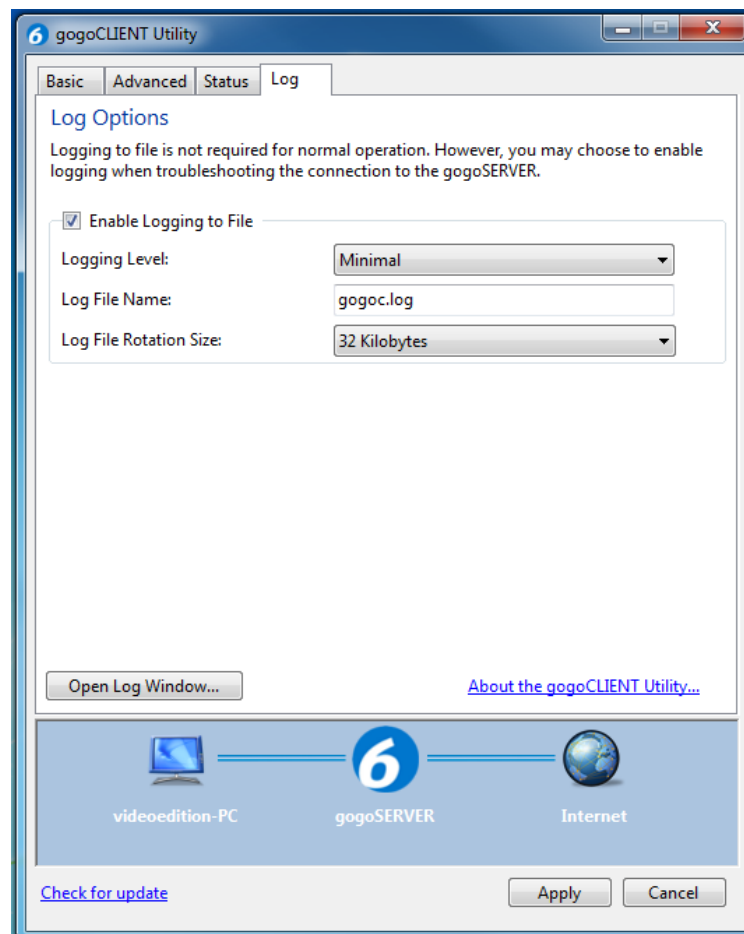 gogoCLIENT Utility
Basic Advanced Status Log
Log Options
Logging to file is not required for normal operation. However, you may choose to enable
logging when troubleshooting the connection to the gogoSERVER.
Enable Logging to File
Logging Level: Minimal
Log File Name: gogoc.log
Log File Rotation Size: 32 Kilobytes
Open Log Window... About the gogoCLIENT Utility...
6
videoedition-PC gogoSERVER Internet
Check for update Apply Cancel